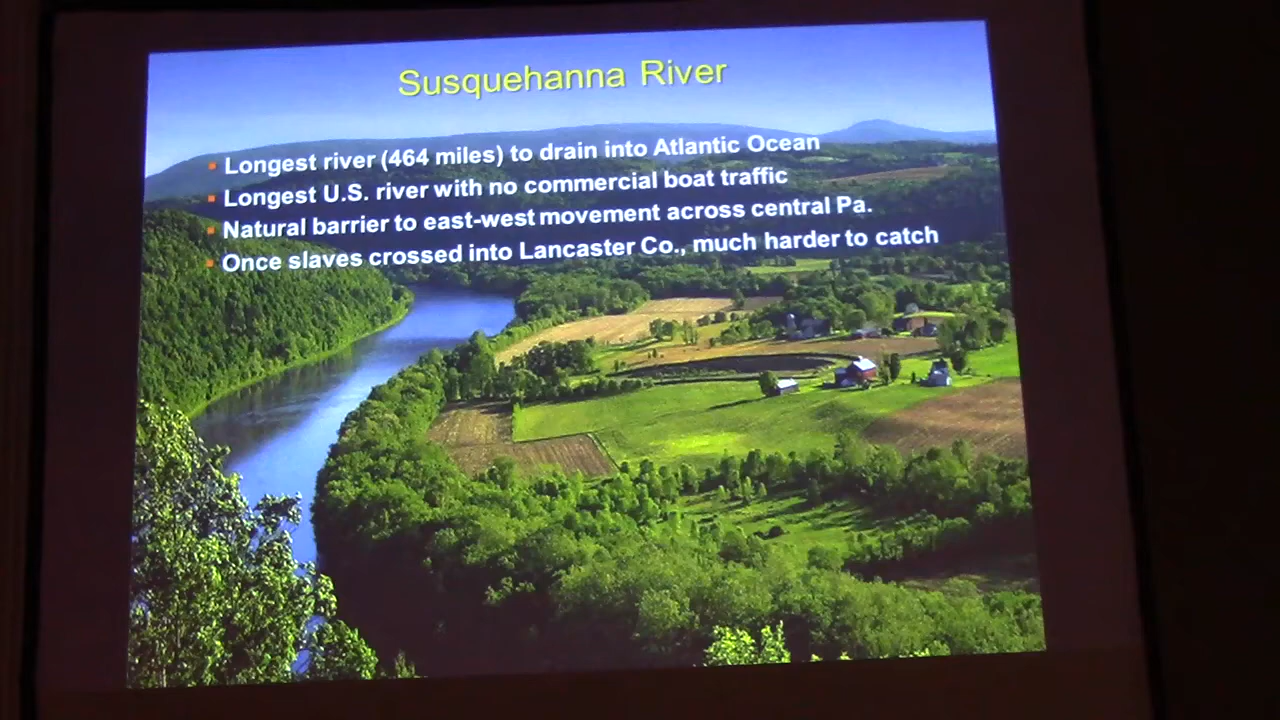 Susquehanna River
▪ Longest river (464 miles) to drain into Atlantic Ocean
▪ Longest U.S. river with no commercial boat traffic
▪ Natural barrier to east-west movement across central Pa.
▪ Once slaves crossed into Lancaster Co., much harder to catch